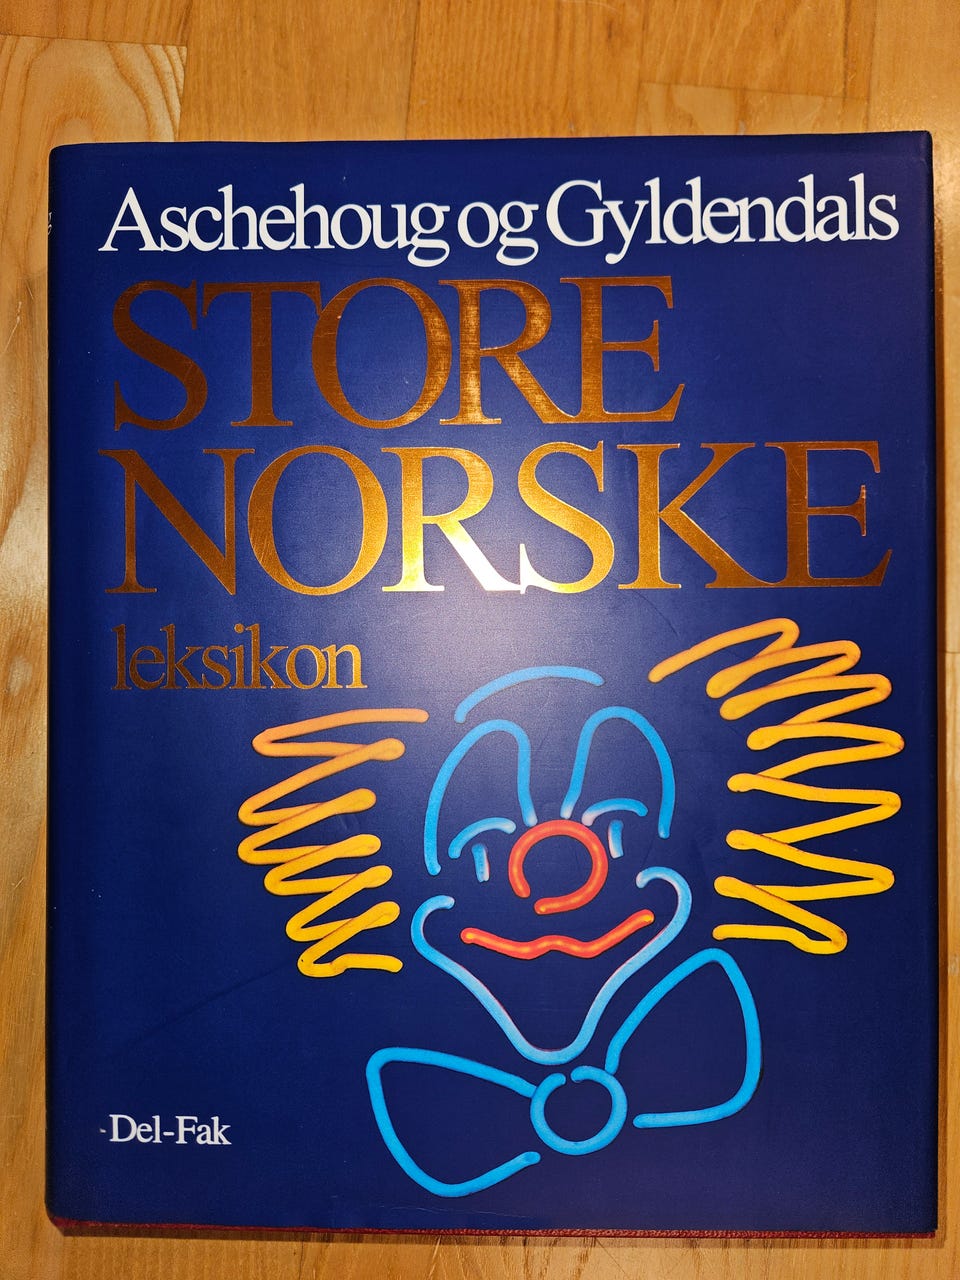 Aschehoug og Gyldendals
STORE
NORSKE
leksikon
Del-Fak